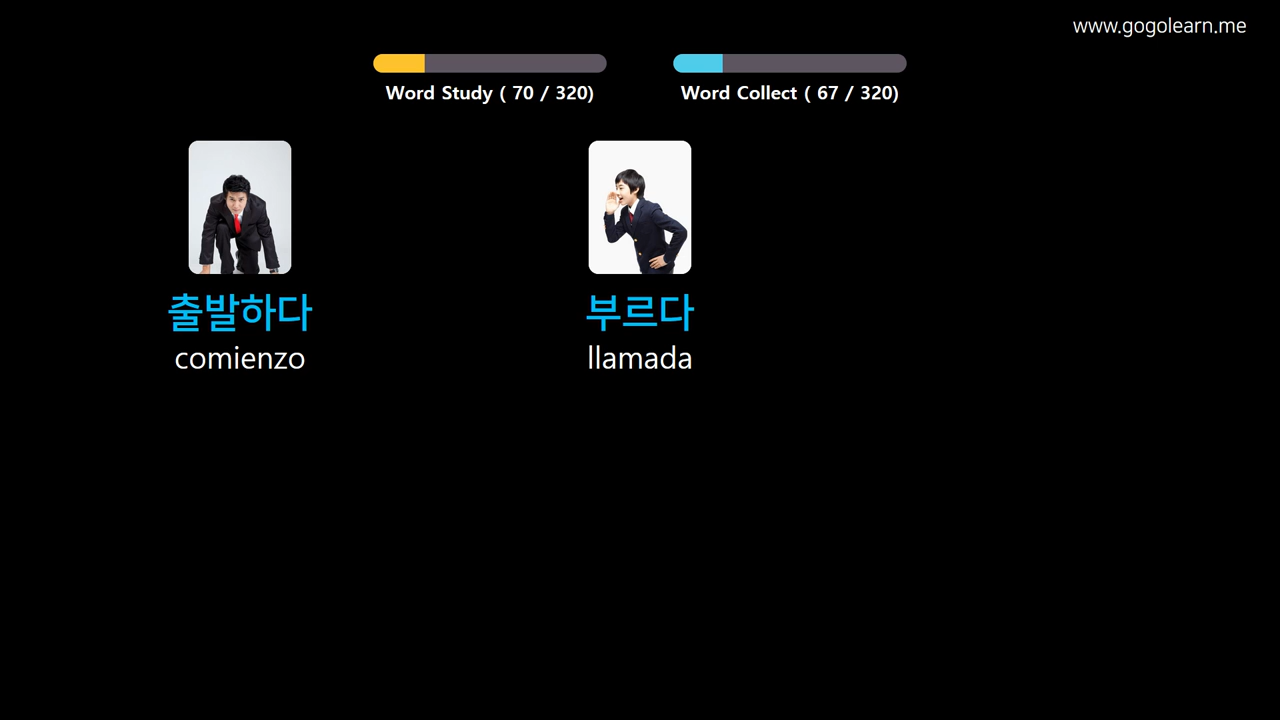 www.gogolearn.me
Word Study ( 70 / 320)
Word Collect ( 67 / 320)
출발하다
comienzo
부르다
llamada